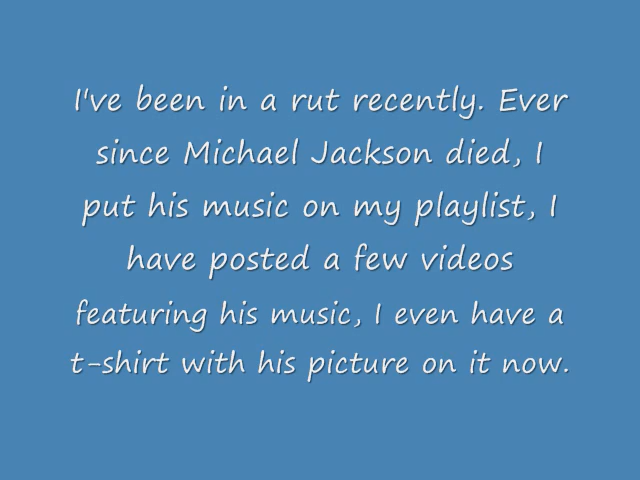 I've been in a rut recently. Ever
since Michael Jackson died, I
put his music on my playlist, I
have posted a few videos
featuring his music, I even have a
t-shirt with his picture on it now.